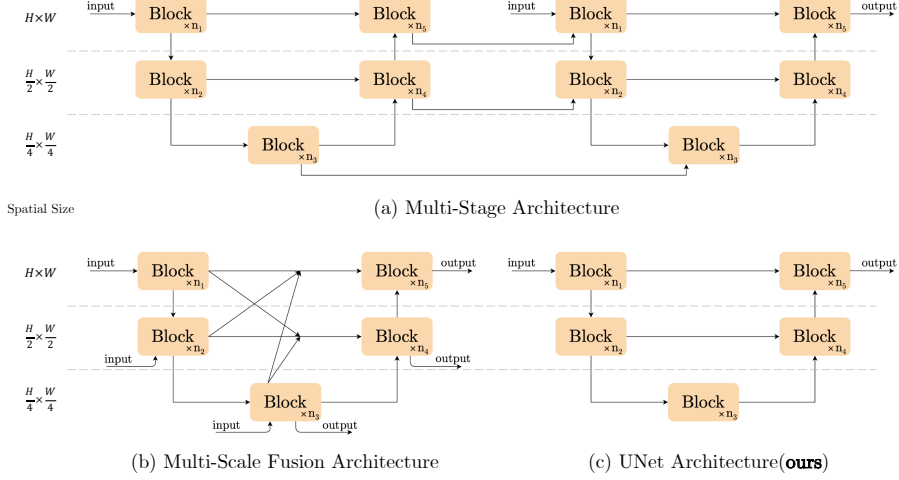 input Block ×n₁ Block ×n₅ input Block ×n₁ Block ×n₅ output
H×W
H/2 × W/2 Block ×n₂ Block ×n₄ Block ×n₂ Block ×n₄
H/4 × W/4 Block ×n₃ Block ×n₃
Spatial Size
(a) Multi-Stage Architecture
H×W input Block ×n₁ Block ×n₅ output
H/2 × W/2 Block ×n₂ Block ×n₄
input output
H/4 × W/4 Block ×n₃
input output
(b) Multi-Scale Fusion Architecture
input Block ×n₁ Block ×n₅ output
Block ×n₂ Block ×n₄
Block ×n₃
(c) UNet Architecture(ours)